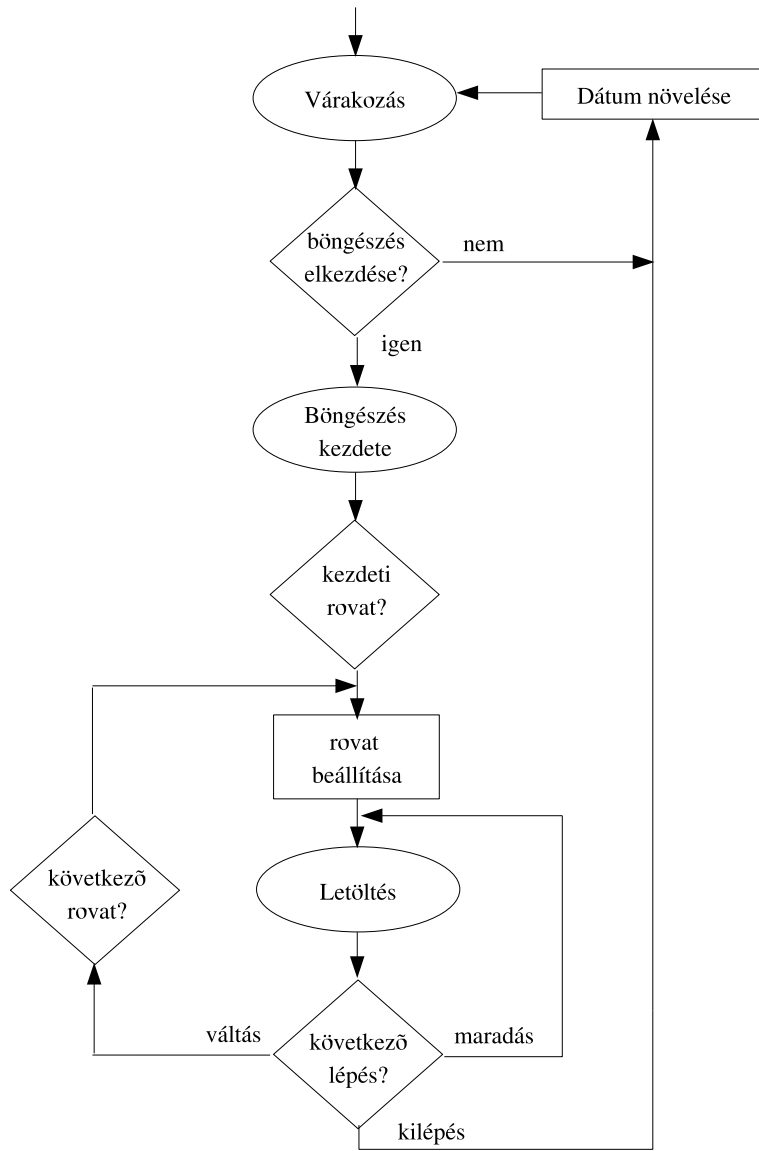 Várakozás
Dátum növelése
böngészés
elkezdése?
nem
igen
Böngészés
kezdete
kezdeti
rovat?
rovat
beállítása
következõ
rovat?
Letöltés
váltás
következõ
lépés?
maradás
kilépés